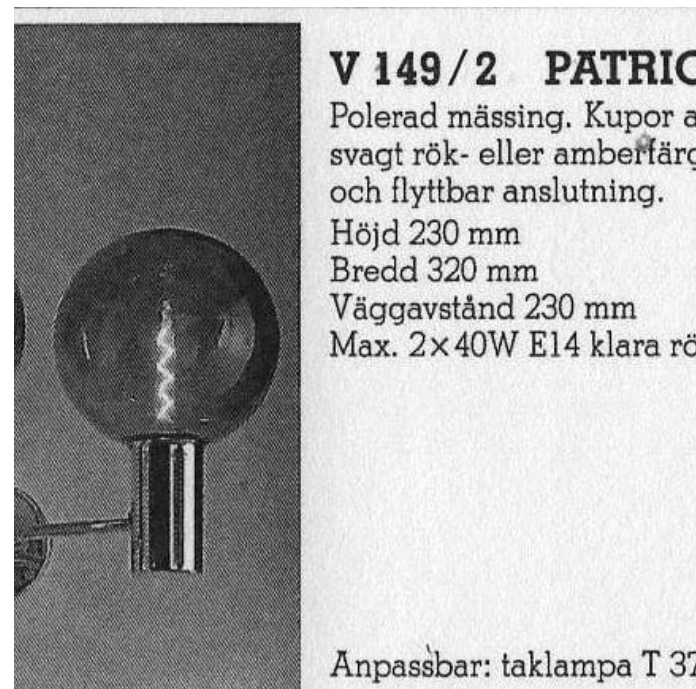 V 149/2 PATRIC
Polerad mässing. Kupor a
svagt rök- eller amberfärg
och flyttbar anslutning.
Höjd 230 mm
Bredd 320 mm
Väggavstånd 230 mm
Max. 2×40W E14 klara rö
Anpassbar: taklampa T 37